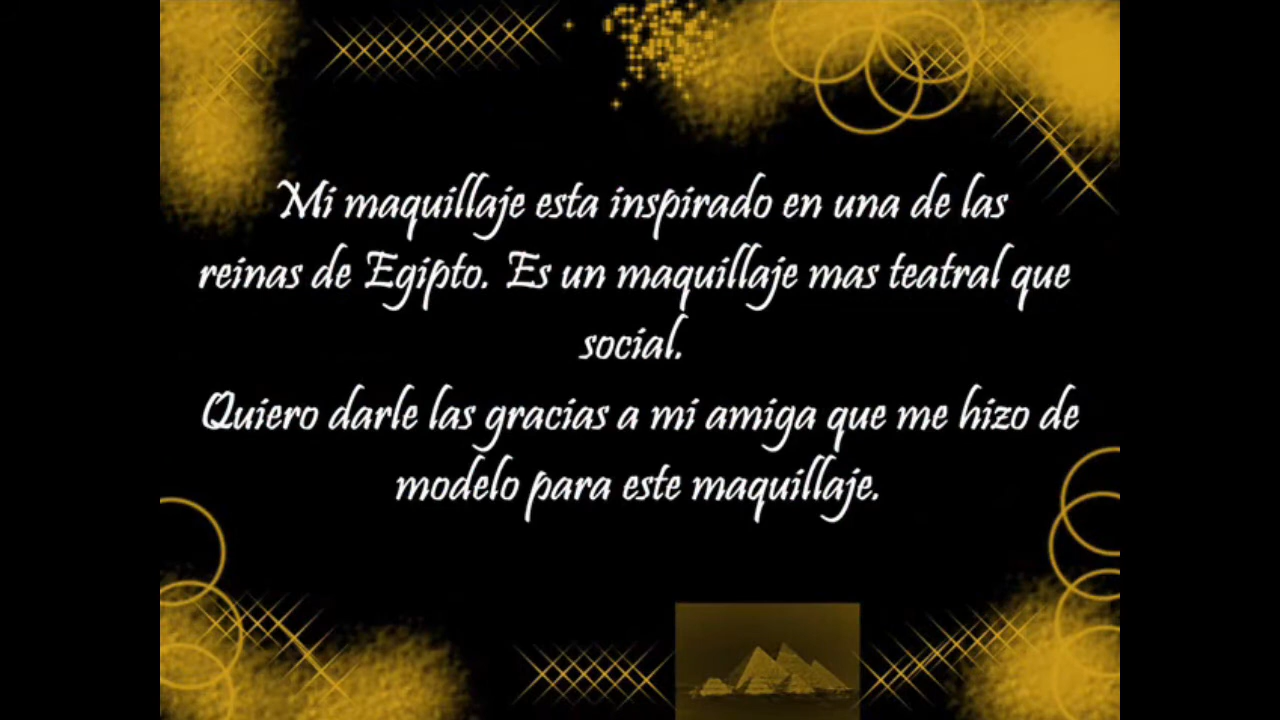 Mi maquillaje esta inspirado en una de las
reinas de Egipto. Es un maquillaje mas teatral que
social.
Quiero darle las gracias a mi amiga que me hizo de
modelo para este maquillaje.